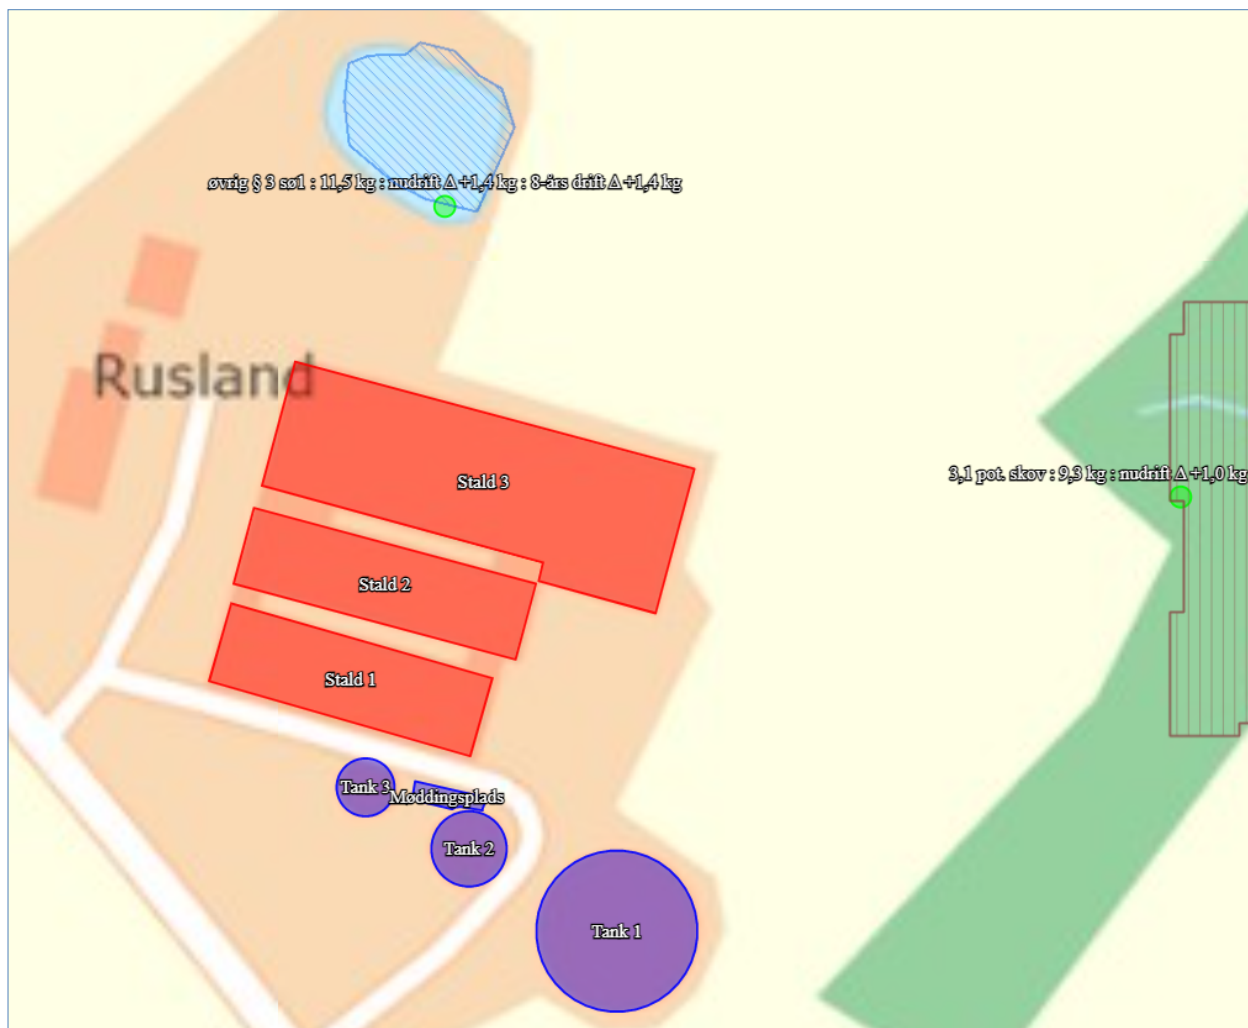 øvrig § 3 sø1 : 11,5 kg : nudrift Δ +1,4 kg : 8-års drift Δ +1,4 kg
Rusland
3,1 pot. skov : 9,3 kg : nudrift Δ +1,0 kg
Stald 3
Stald 2
Stald 1
Tank 3
Møddingsplads
Tank 2
Tank 1